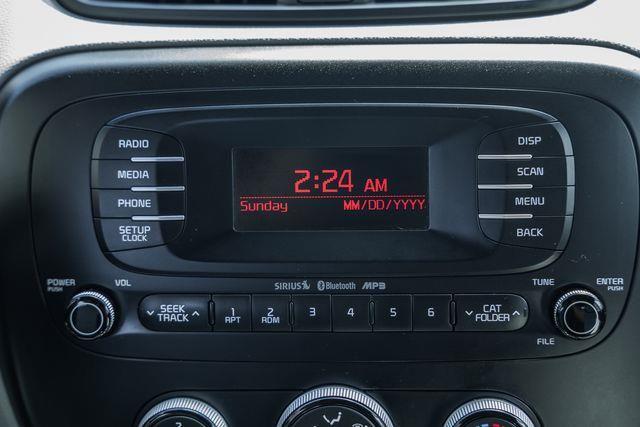 RADIO
MEDIA
PHONE
SETUP
CLOCK
2:24 AM
Sunday MM/DD/YYYY
DISP
SCAN
MENU
BACK
POWER
PUSH
VOL
SIRIUS Bluetooth MP3
TUNE
ENTER
PUSH
SEEK
TRACK
1
RPT
2
RDM
3
4
5
6
CAT
FOLDER
FILE